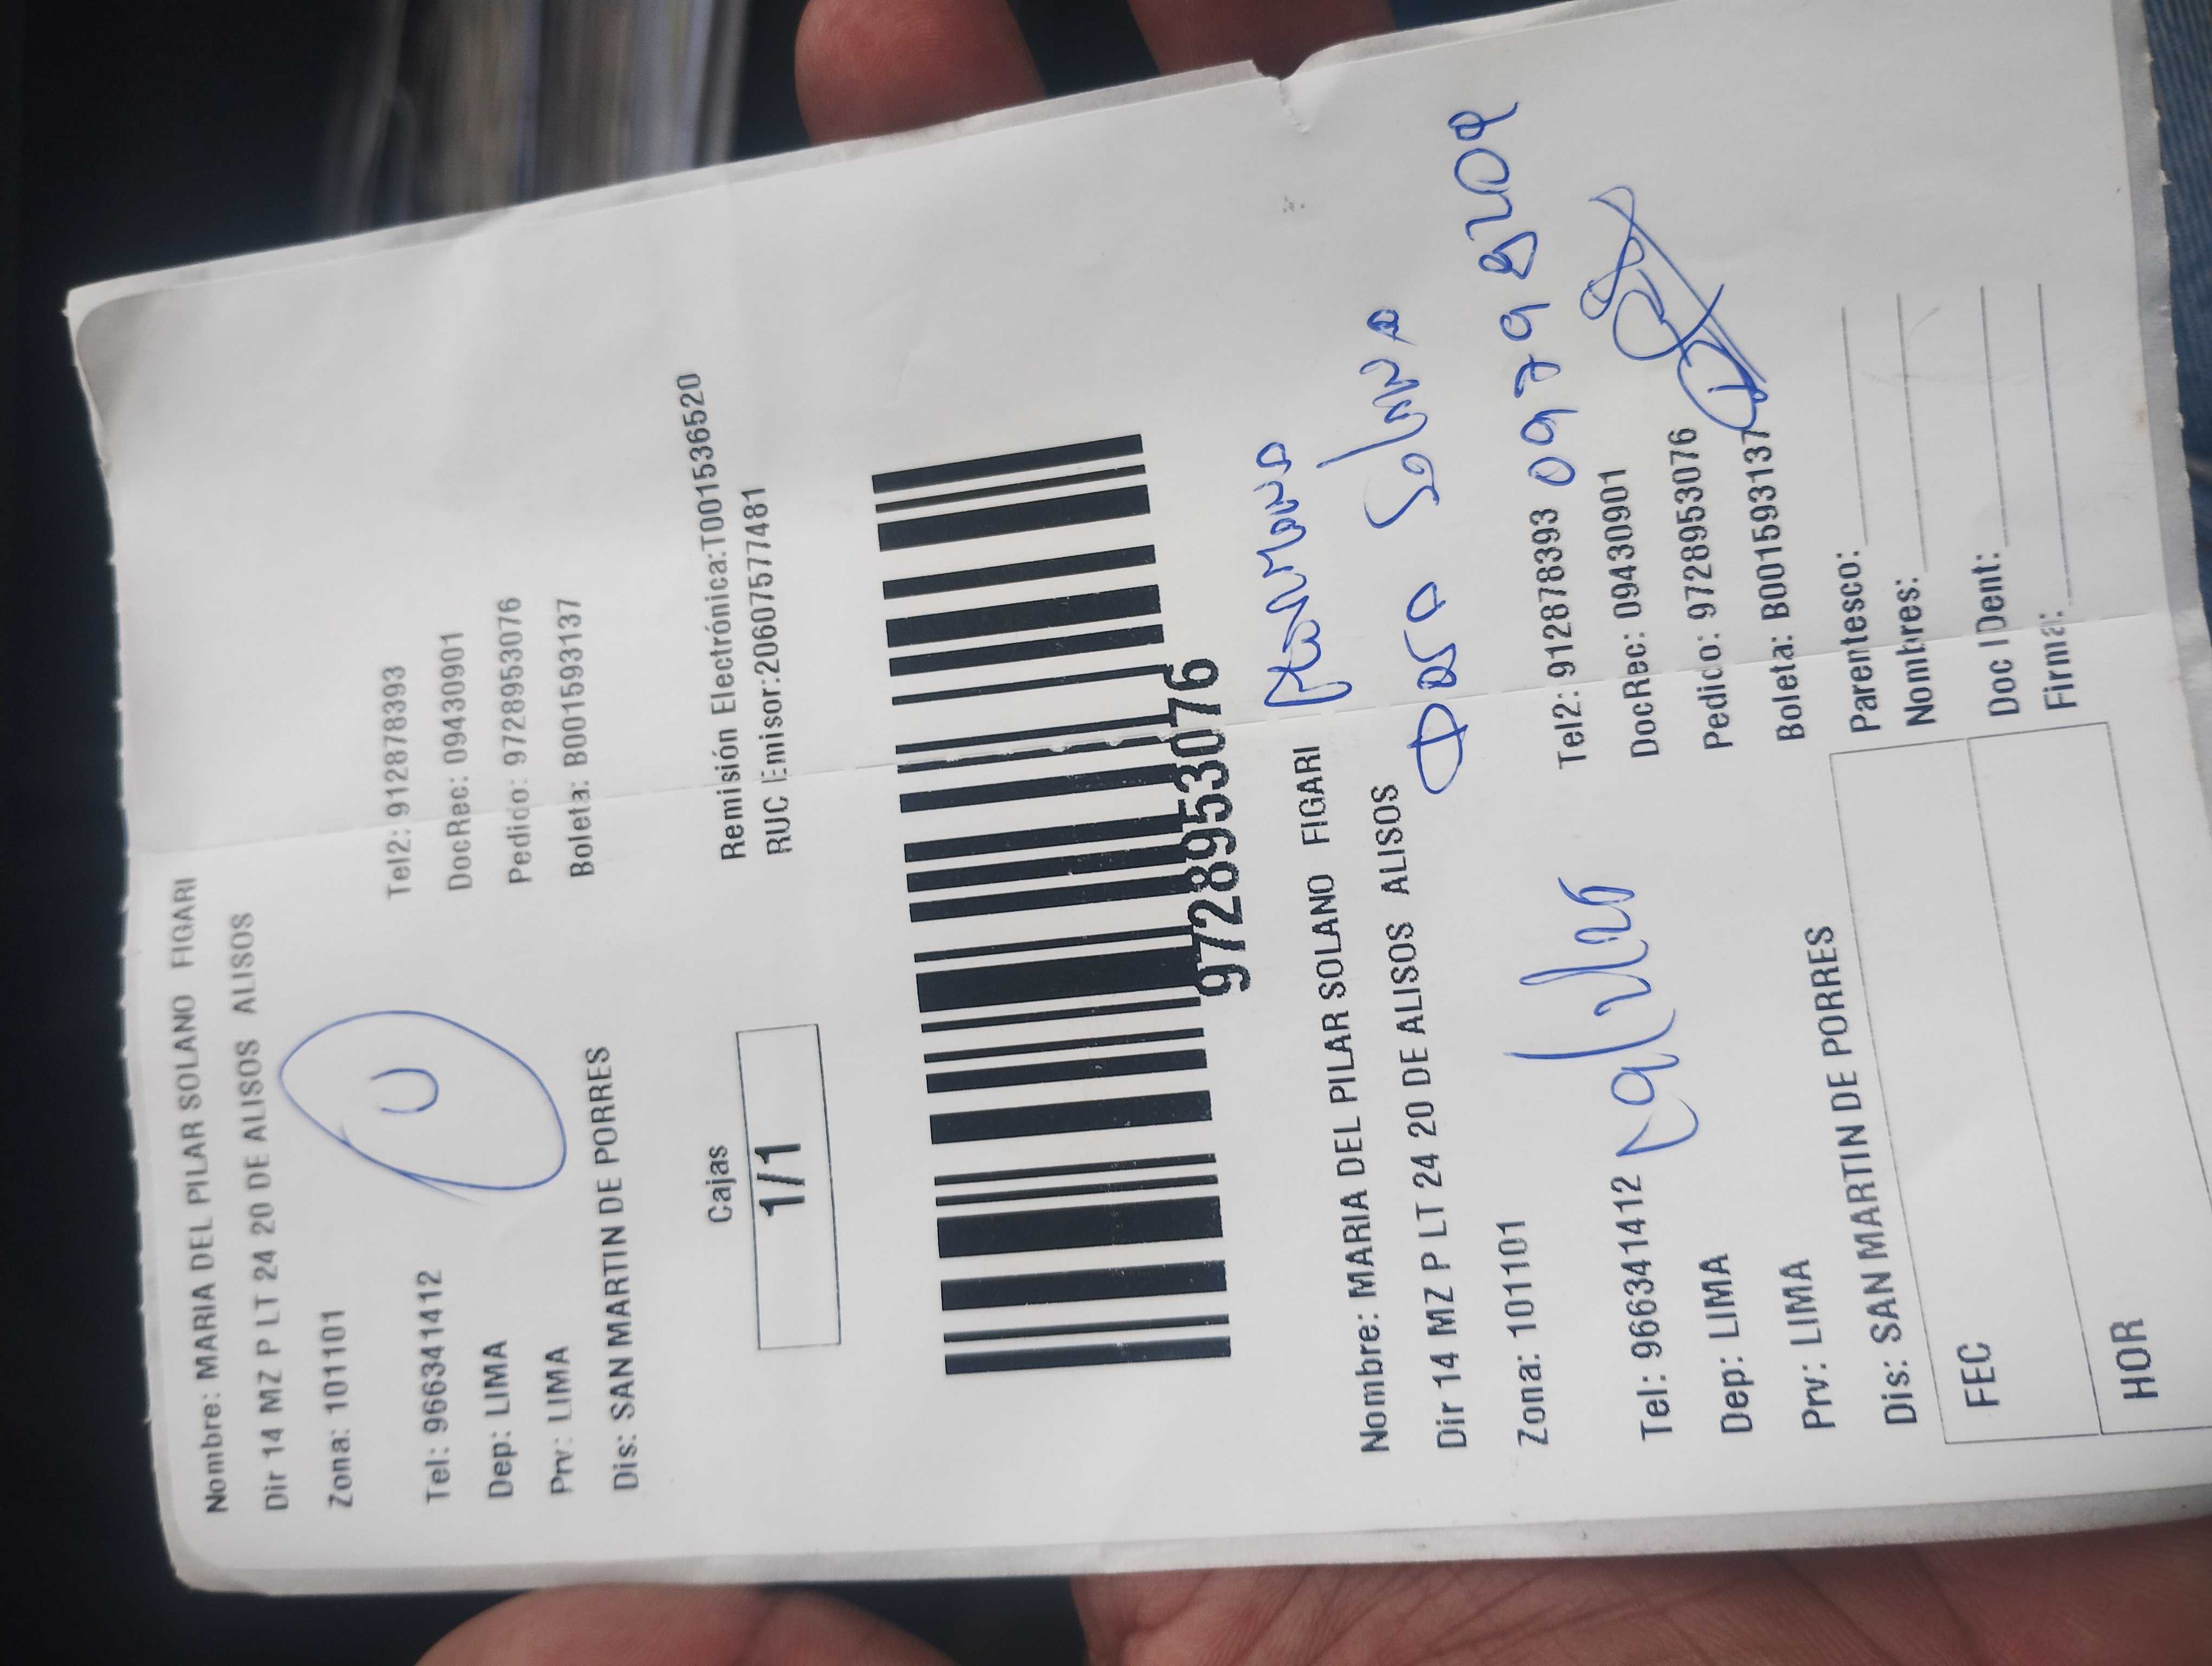 Nombre: MARIA DEL PILAR SOLANO FIGARI
Dir 14 MZ P LT 24 20 DE ALISOS ALISOS
Zona: 101101
Tel: 966341412 Tel2: 912878393
Dep: LIMA DocRec: 09430901
Prv: LIMA Pedido: 9728953076
Dis: SAN MARTIN DE PORRES Boleta: B001593137
Cajas
1/1
Remisión Electrónica:T001536520
RUC Emisor:20607577481
9728953076
Hermana
Nombre: MARIA DEL PILAR SOLANO FIGARI
Dir 14 MZ P LT 24 20 DE ALISOS ALISOS
Rosa Solano
Zona: 101101
Tel: 966341412 Tel2: 912878393
Dep: LIMA DocRec: 09430901
Prv: LIMA Pedido: 9728953076
Dis: SAN MARTIN DE PORRES Boleta: B001593137
FEC
HOR
Parentesco:
Nombres:
Doc IDent:
Firma: